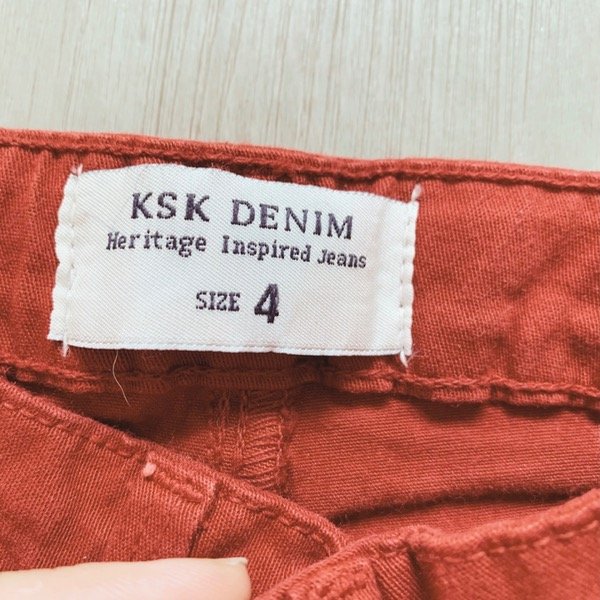 KSK DENIM
Heritage Inspired Jeans
SIZE 4